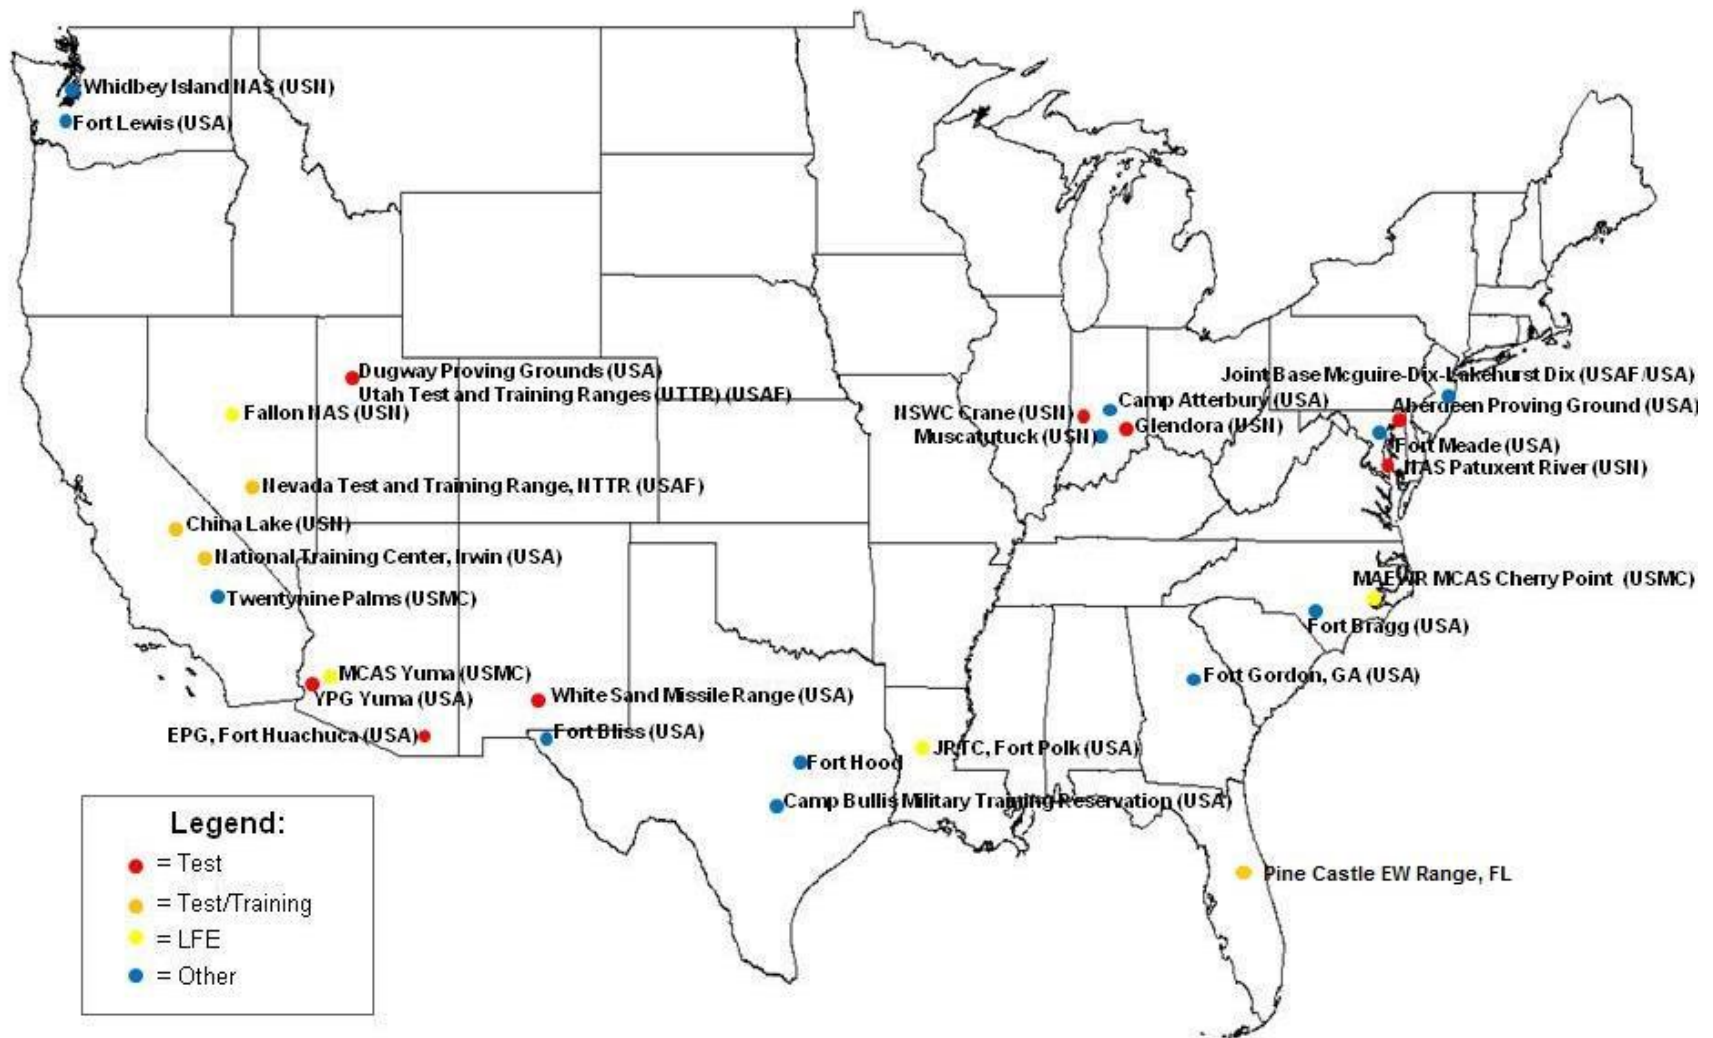 Whidbey Island NAS (USN)
Fort Lewis (USA)
Dugway Proving Grounds (USA)
Utah Test and Training Ranges (UTTR) (USAF)
Fallon NAS (USN)
Nevada Test and Training Range, NTTR (USAF)
China Lake (USN)
National Training Center, Irwin (USA)
Twentynine Palms (USMC)
MCAS Yuma (USMC)
YPG Yuma (USA)
EPG, Fort Huachuca (USA)
White Sand Missile Range (USA)
Fort Bliss (USA)
Fort Hood
Camp Bullis Military Training Reservation (USA)
JRTC, Fort Polk (USA)
NSWC Crane (USN)
Camp Atterbury (USA)
Glendora (USN)
Muscatutuck (USN)
Joint Base Mcguire-Dix-Lakehurst Dix (USAF/USA)
Aberdeen Proving Ground (USA)
Fort Meade (USA)
NAS Patuxent River (USN)
MAEWR MCAS Cherry Point (USMC)
Fort Bragg (USA)
Fort Gordon, GA (USA)
Pine Castle EW Range, FL
Legend:
= Test
= Test/Training
= LFE
= Other